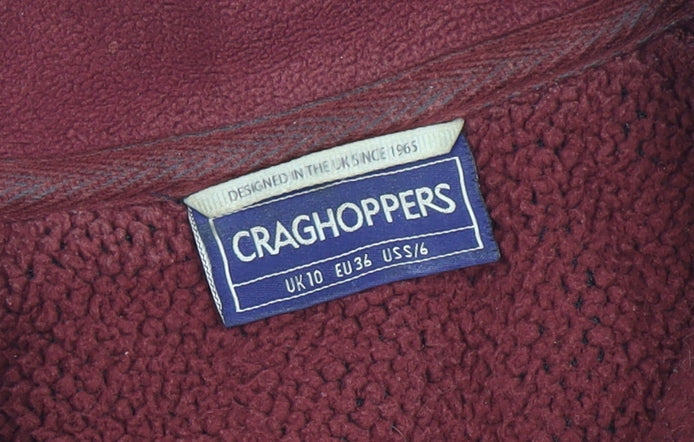 DESIGNED IN THE UK SINCE 1965
CRAGHOPPERS
UK10 EU36 USS/6